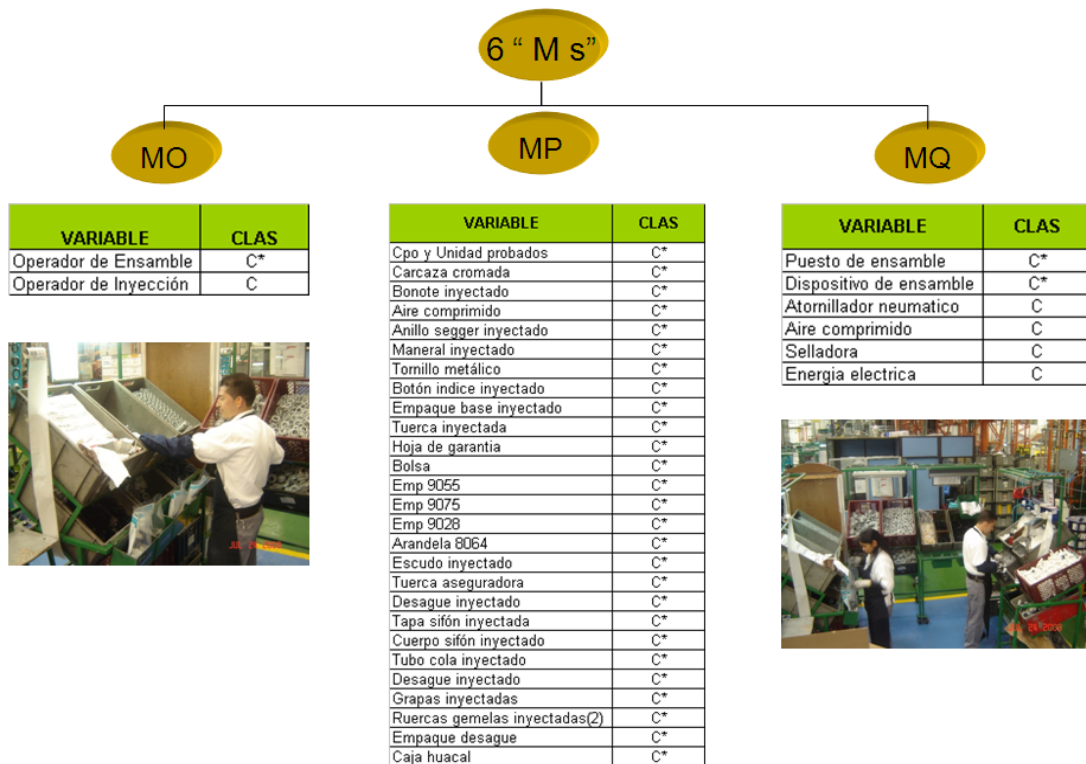 6 “ M s”
MO
MP
MQ
VARIABLE CLAS
Operador de Ensamble C*
Operador de Inyección C
VARIABLE CLAS
Cpo y Unidad probados C*
Carcaza cromada C*
Bonote inyectado C*
Aire comprimido C*
Anillo segger inyectado C*
Maneral inyectado C*
Tornillo metálico C*
Botón indice inyectado C*
Empaque base inyectado C*
Tuerca inyectada C*
Hoja de garantia C*
Bolsa C*
Emp 9055 C*
Emp 9075 C*
Emp 9028 C*
Arandela 8064 C*
Escudo inyectado C*
Tuerca aseguradora C*
Desague inyectado C*
Tapa sifón inyectada C*
Cuerpo sifón inyectado C*
Tubo cola inyectado C*
Desague inyectado C*
Grapas inyectadas C*
Ruercas gemelas inyectadas(2) C*
Empaque desague C*
Caja huacal C*
VARIABLE CLAS
Puesto de ensamble C*
Dispositivo de ensamble C*
Atornillador neumatico C
Aire comprimido C
Selladora C
Energia electrica C